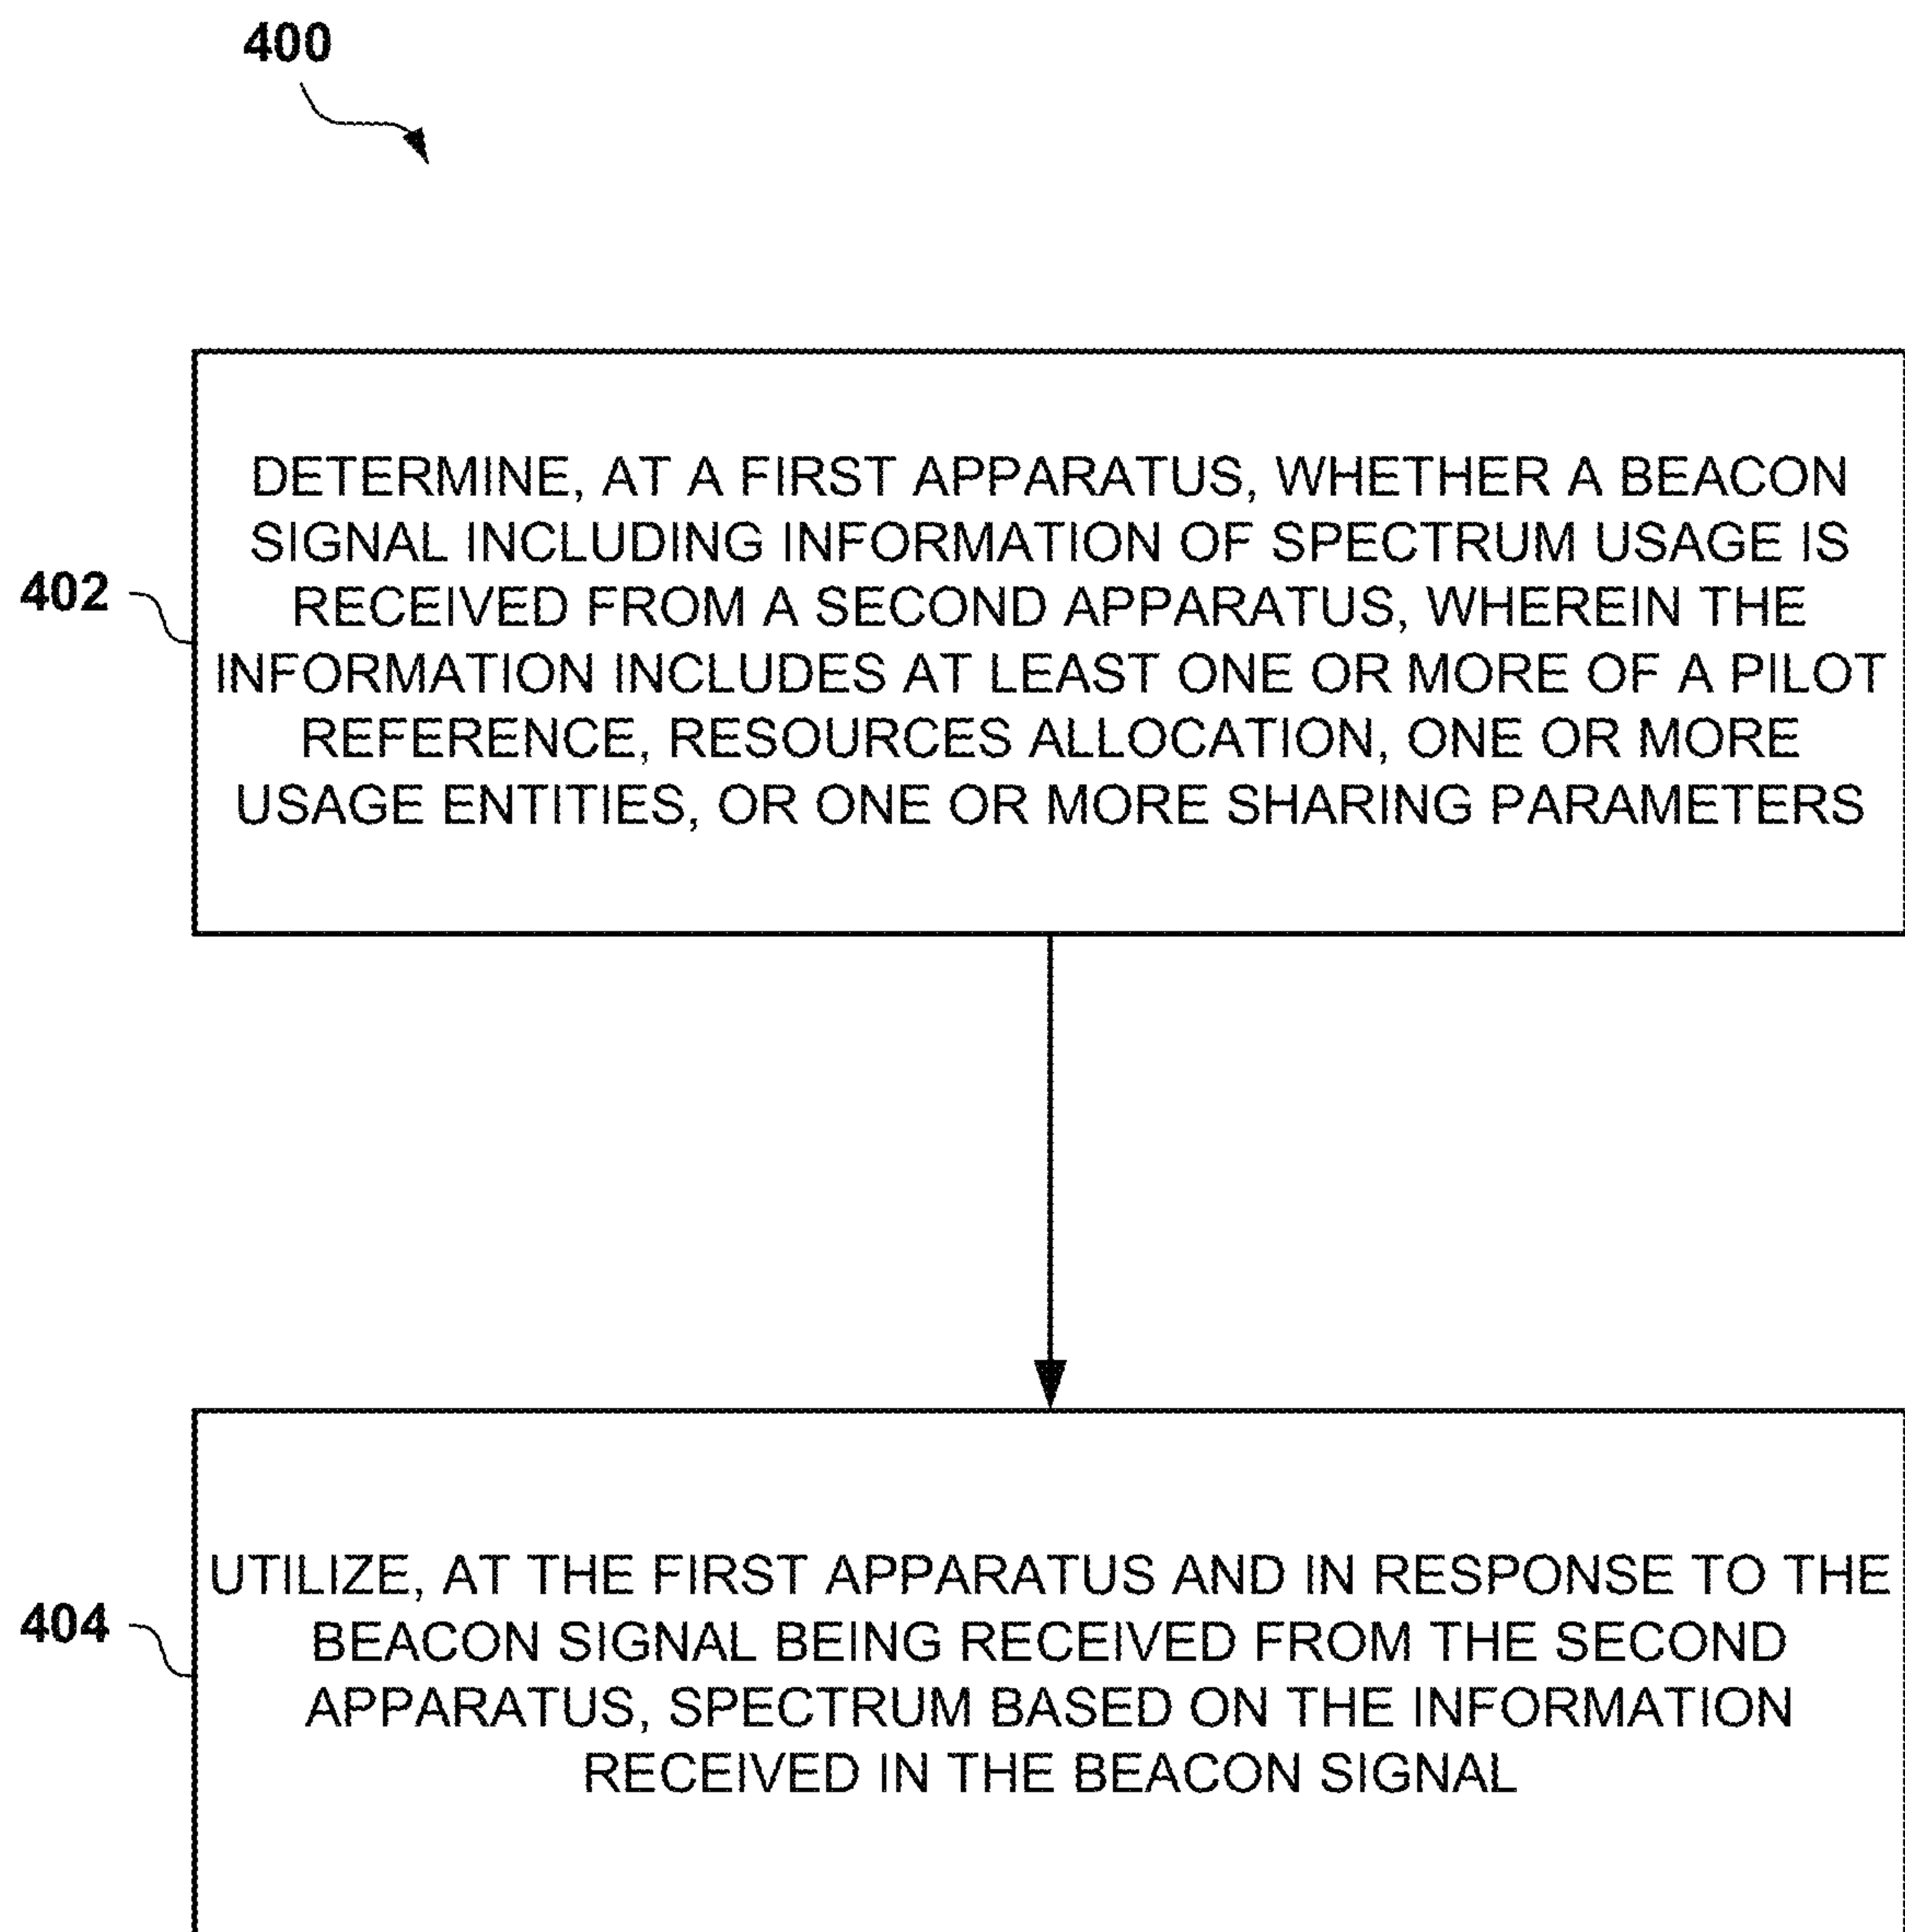 400
402
DETERMINE, AT A FIRST APPARATUS, WHETHER A BEACON
SIGNAL INCLUDING INFORMATION OF SPECTRUM USAGE IS
RECEIVED FROM A SECOND APPARATUS, WHEREIN THE
INFORMATION INCLUDES AT LEAST ONE OR MORE OF A PILOT
REFERENCE, RESOURCES ALLOCATION, ONE OR MORE
USAGE ENTITIES, OR ONE OR MORE SHARING PARAMETERS
404
UTILIZE, AT THE FIRST APPARATUS AND IN RESPONSE TO THE
BEACON SIGNAL BEING RECEIVED FROM THE SECOND
APPARATUS, SPECTRUM BASED ON THE INFORMATION
RECEIVED IN THE BEACON SIGNAL